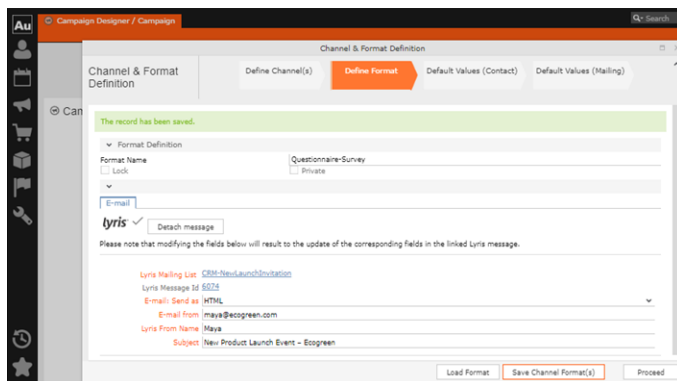 Au
Campaign Designer / Campaign
Search
Channel & Format Definition
Channel & Format
Definition
Define Channel(s)
Define Format
Default Values (Contact)
Default Values (Mailing)
Can
The record has been saved.
Format Definition
Format Name
Questionnaire-Survey
Lock
Private
E-mail
lyris
Detach message
Please note that modifying the fields below will result to the update of the corresponding fields in the linked Lyris message.
Lyris Mailing List CRM-NewLaunchInvitation
Lyris Message Id 6074
E-mail: Send as HTML
E-mail from maya@ecogreen.com
Lyris From Name Maya
Subject New Product Launch Event – Ecogreen
Load Format
Save Channel Format(s)
Proceed